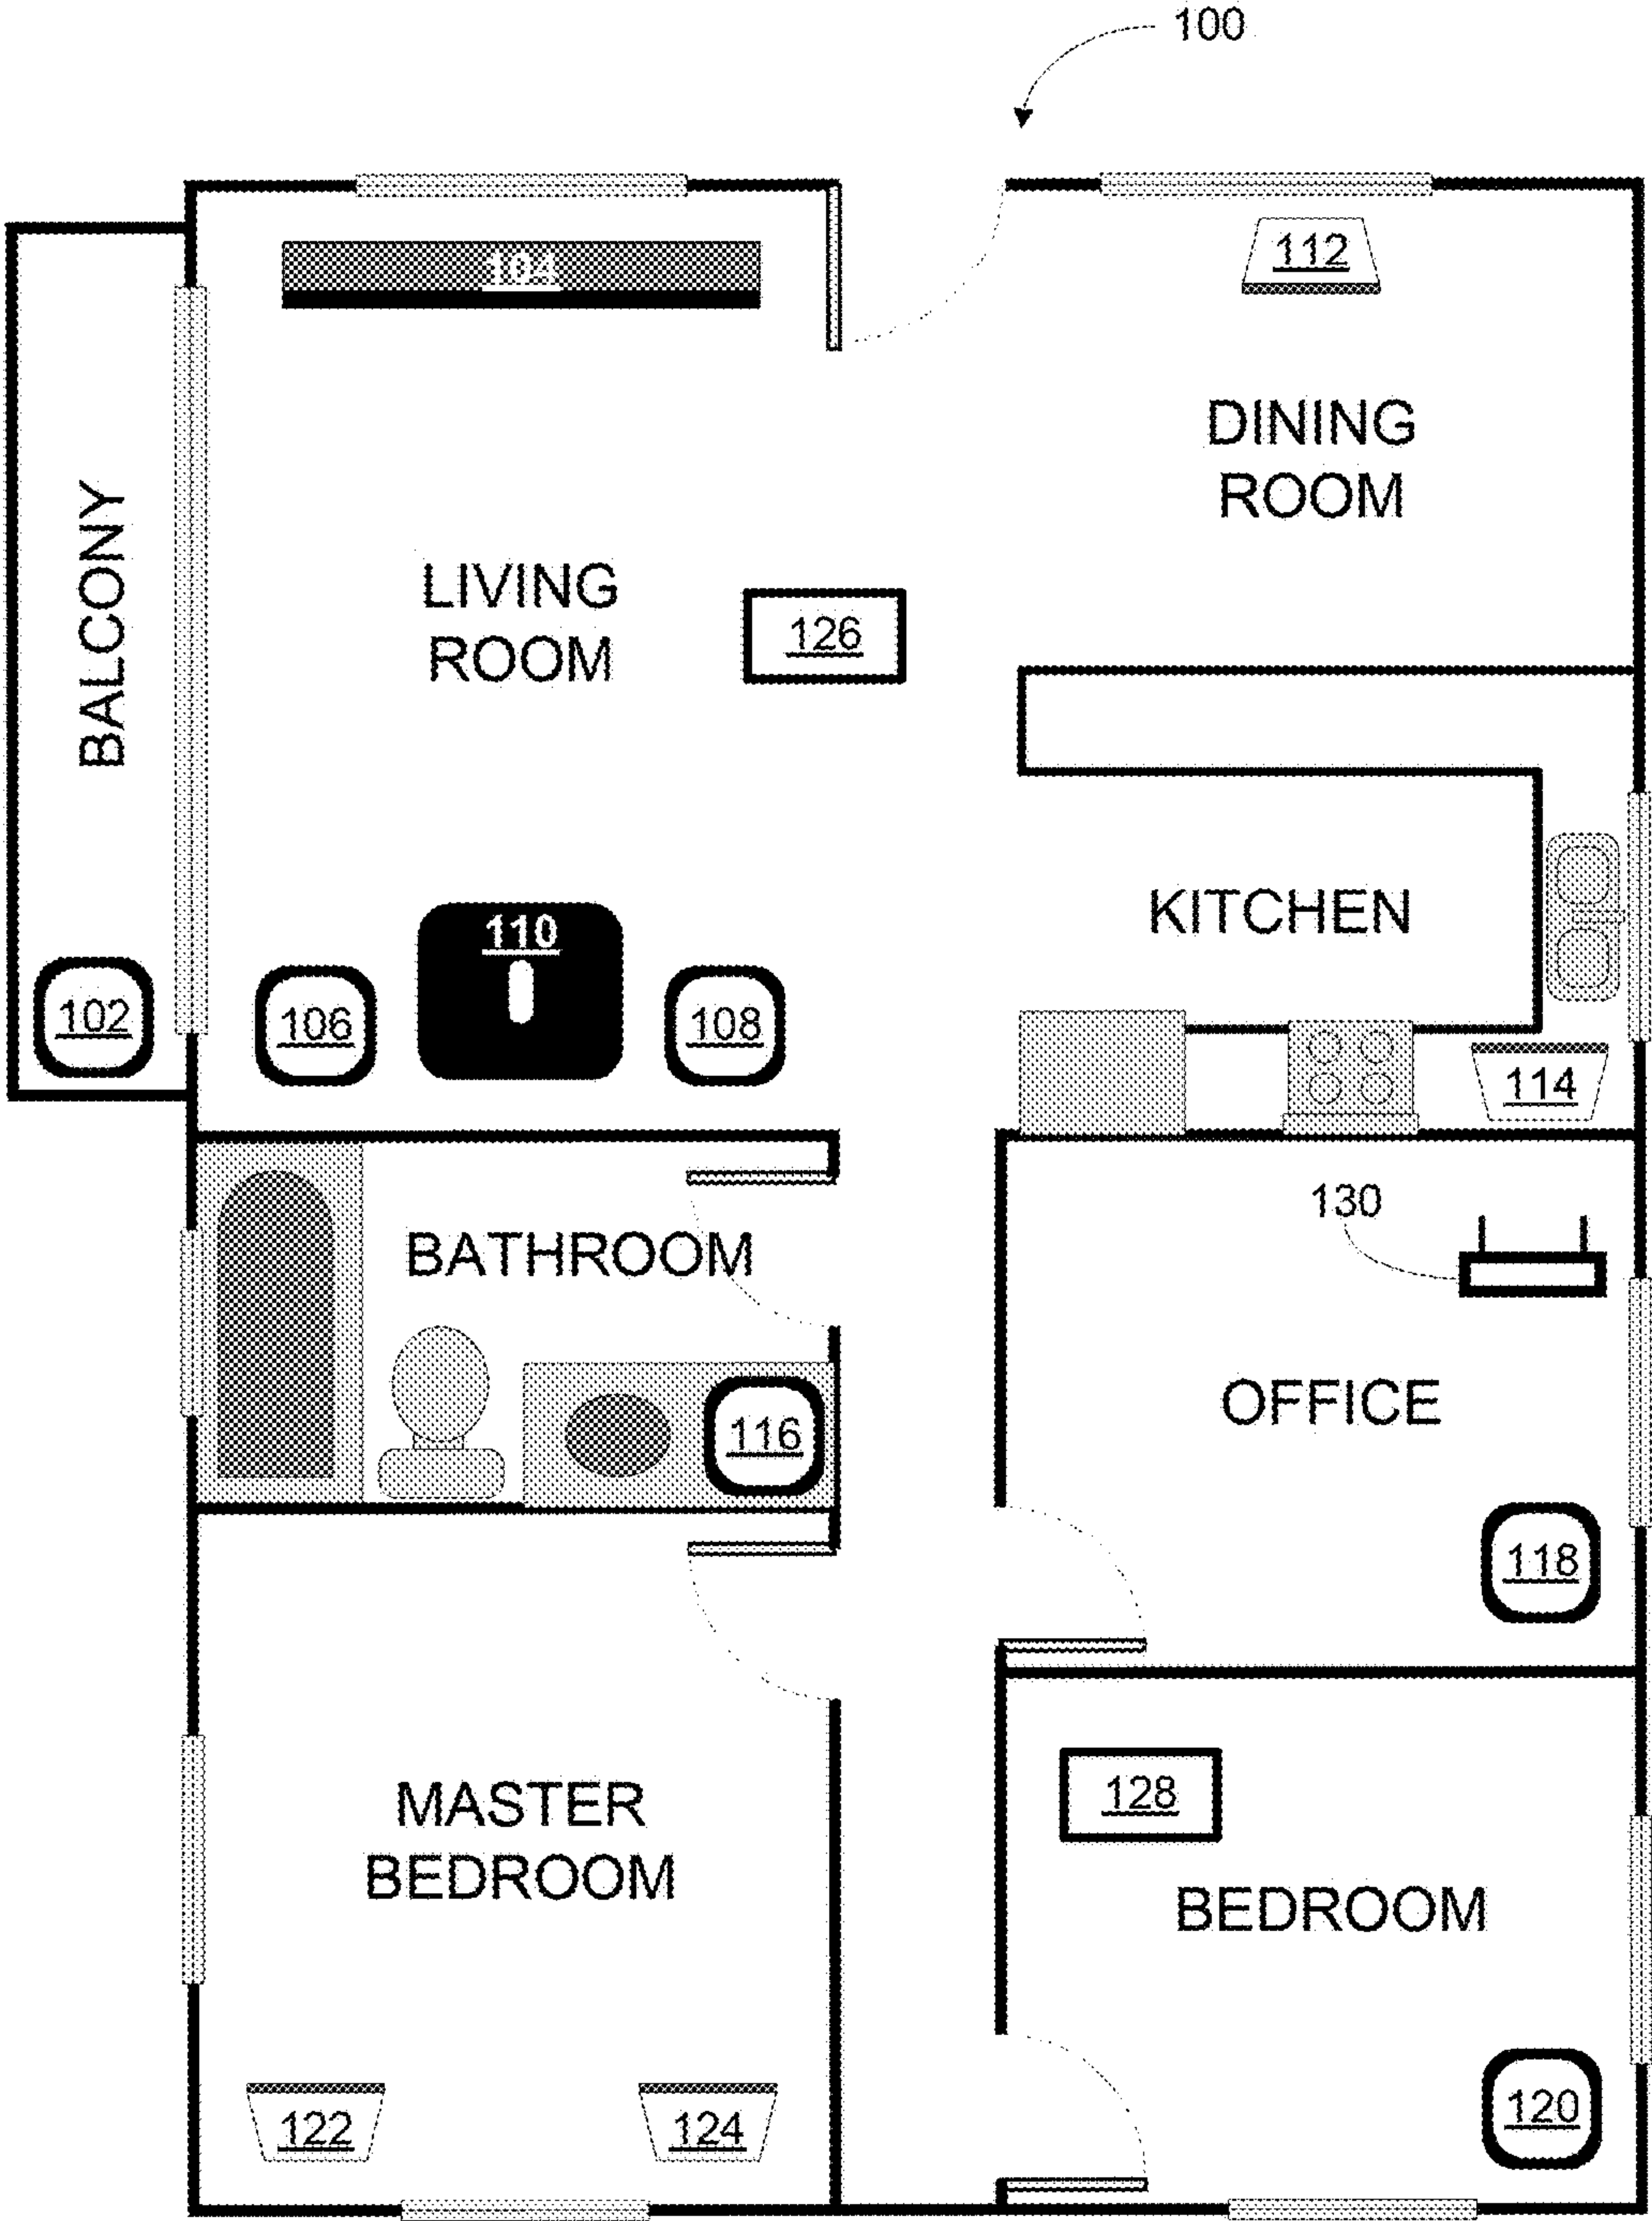 100
104
112
DINING
ROOM
BALCONY
LIVING
ROOM
126
KITCHEN
110
102
106
108
114
130
BATHROOM
OFFICE
116
118
128
MASTER
BEDROOM
BEDROOM
122
124
120